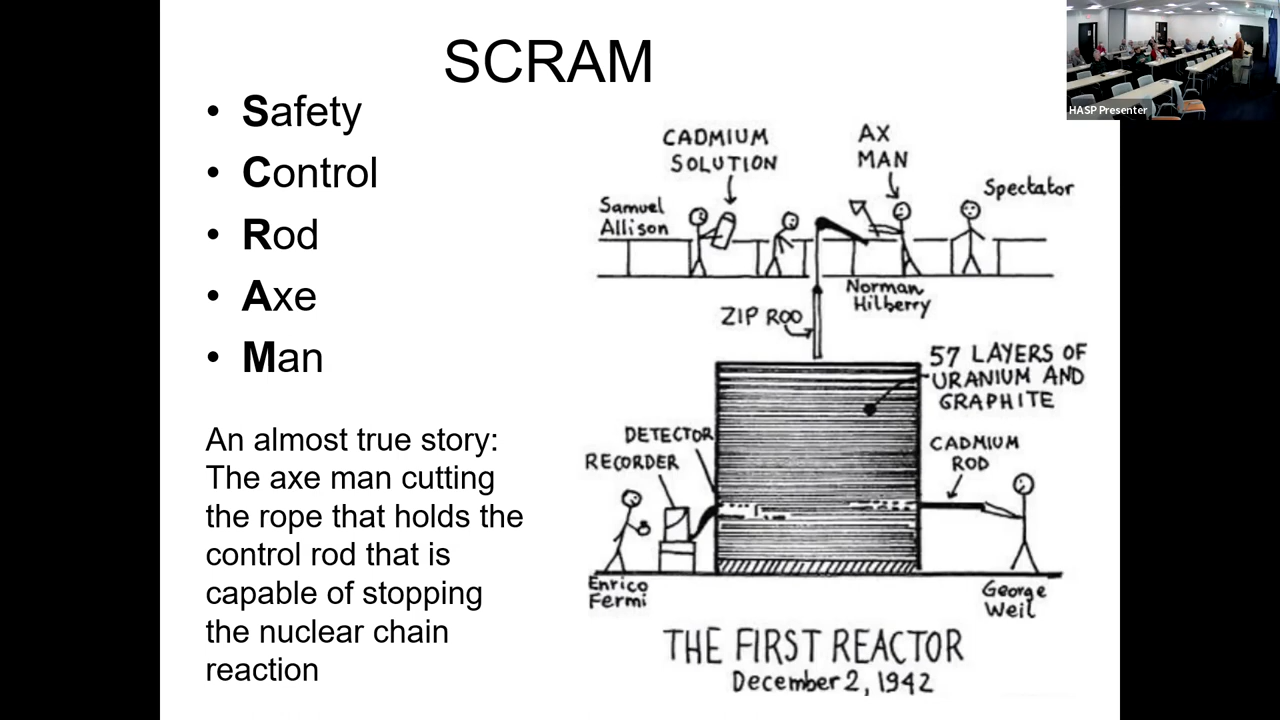 SCRAM
• Safety
• Control
• Rod
• Axe
• Man
An almost true story:
The axe man cutting
the rope that holds the
control rod that is
capable of stopping
the nuclear chain
reaction
CADMIUM
SOLUTION
AX
MAN
Spectator
Samuel
Allison
Norman
Hilberry
ZIP ROD
57 LAYERS OF
URANIUM AND
GRAPHITE
DETECTOR
RECORDER
CADMIUM
ROD
Enrico
Fermi
George
Weil
THE FIRST REACTOR
December 2, 1942
HASP Presenter